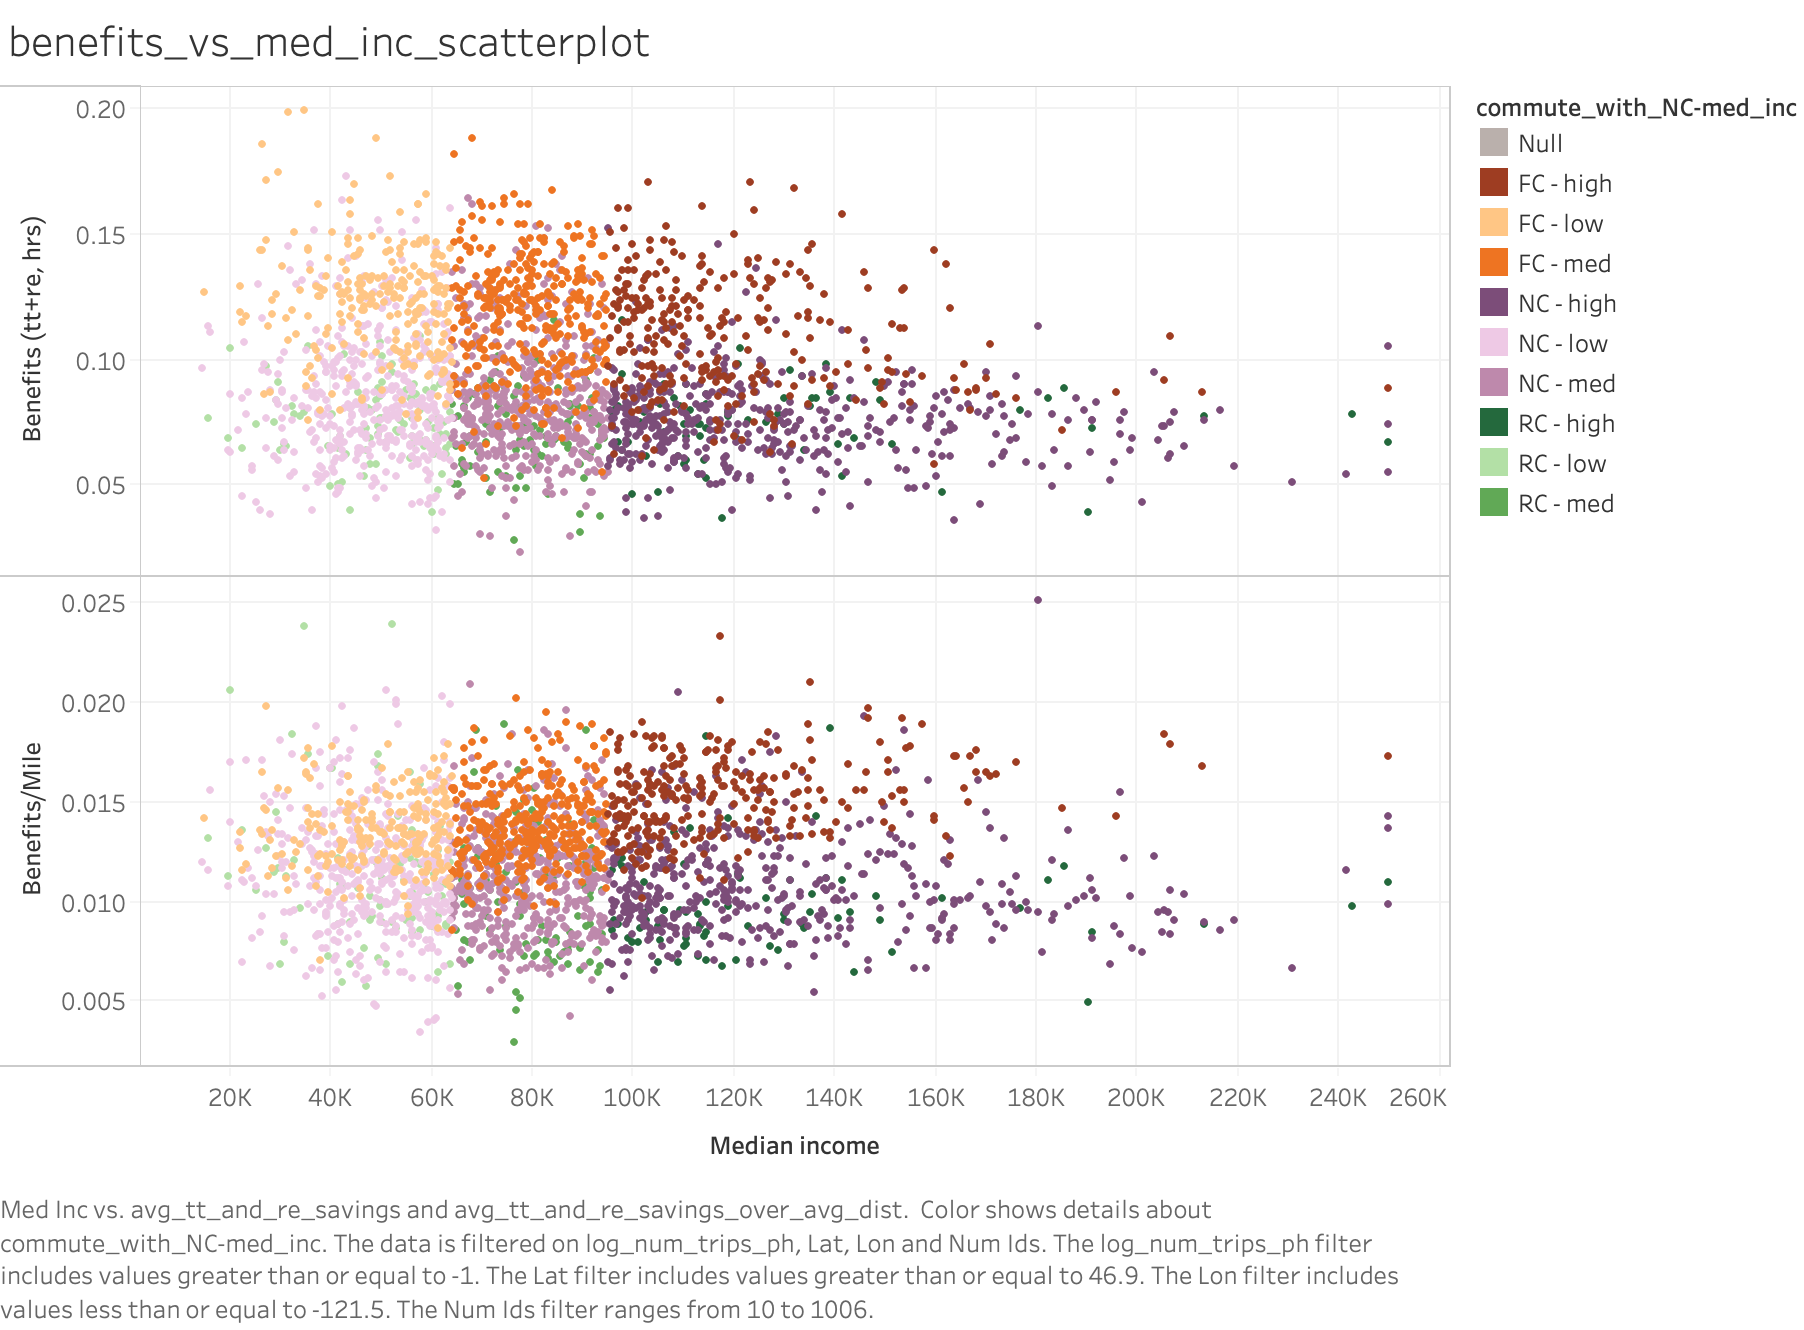 benefits_vs_med_inc_scatterplot
commute_with_NC-med_inc
Null
FC - high
FC - low
FC - med
NC - high
NC - low
NC - med
RC - high
RC - low
RC - med
Benefits (tt+re, hrs)
0.20
0.15
0.10
0.05
Benefits/Mile
0.025
0.020
0.015
0.010
0.005
20K 40K 60K 80K 100K 120K 140K 160K 180K 200K 220K 240K 260K
Median income
Med Inc vs. avg_tt_and_re_savings and avg_tt_and_re_savings_over_avg_dist.  Color shows details about
commute_with_NC-med_inc. The data is filtered on log_num_trips_ph, Lat, Lon and Num Ids. The log_num_trips_ph filter
includes values greater than or equal to -1. The Lat filter includes values greater than or equal to 46.9. The Lon filter includes
values less than or equal to -121.5. The Num Ids filter ranges from 10 to 1006.